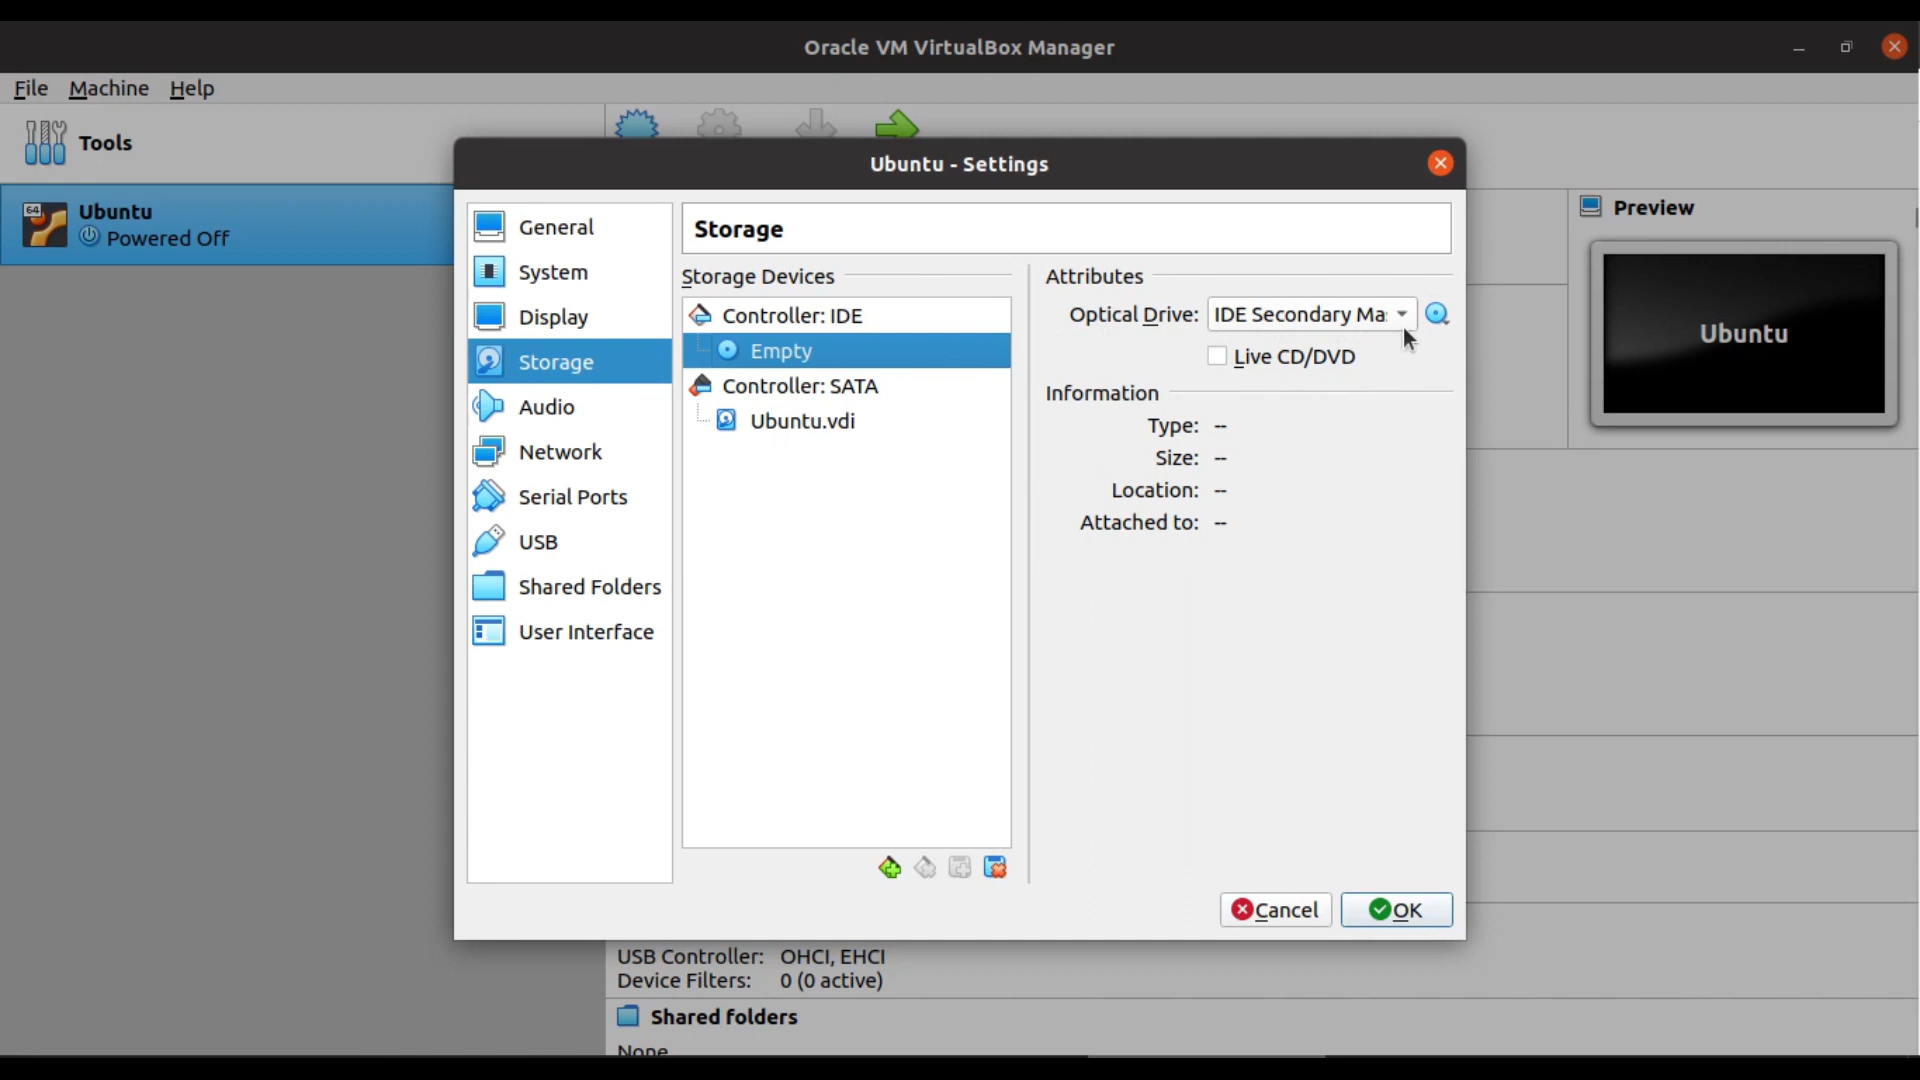 Oracle VM VirtualBox Manager
File Machine Help
Tools
64
Ubuntu
Powered Off
Ubuntu - Settings
General
System
Display
Storage
Audio
Network
Serial Ports
USB
Shared Folders
User Interface
Storage
Storage Devices
Controller: IDE
Empty
Controller: SATA
Ubuntu.vdi
Attributes
Optical Drive: IDE Secondary Ma
Live CD/DVD
Information
Type: --
Size: --
Location: --
Attached to: --
Cancel OK
Preview
Ubuntu
USB Controller: OHCI, EHCI
Device Filters: 0 (0 active)
Shared folders
None